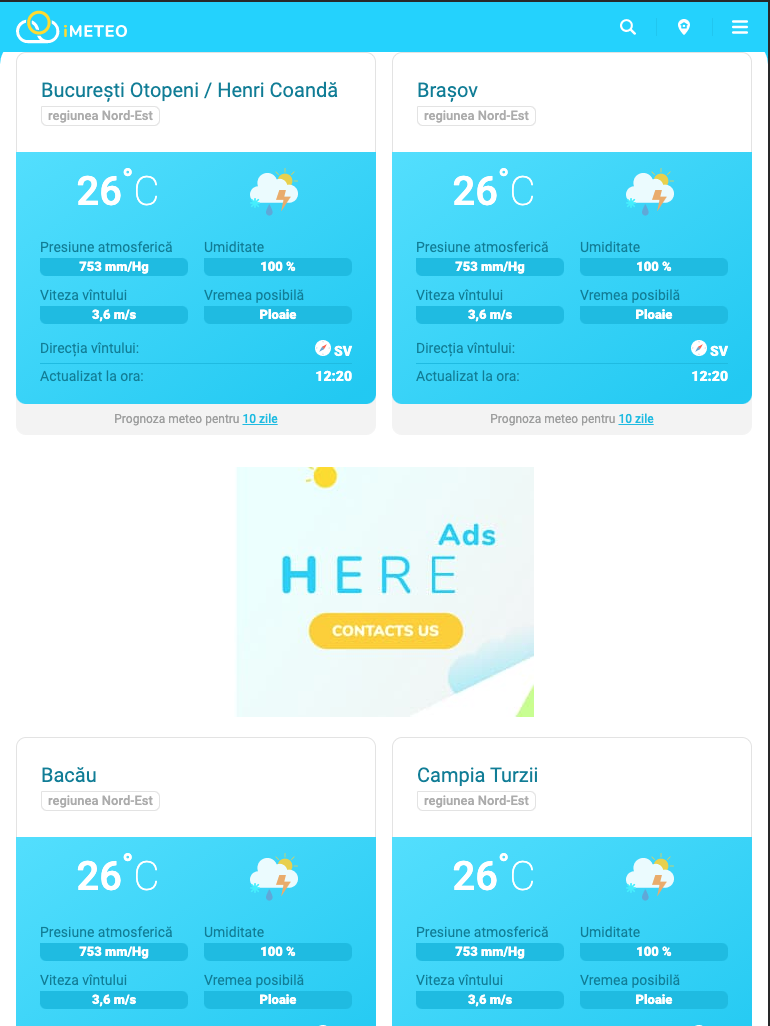 iMETEO
București Otopeni / Henri Coandă
regiunea Nord-Est
26°C
Presiune atmosferică Umiditate
753 mm/Hg 100 %
Viteza vîntului Vremea posibilă
3,6 m/s Ploaie
Direcția vîntului: SV
Actualizat la ora: 12:20
Prognoza meteo pentru 10 zile
Brașov
regiunea Nord-Est
26°C
Presiune atmosferică Umiditate
753 mm/Hg 100 %
Viteza vîntului Vremea posibilă
3,6 m/s Ploaie
Direcția vîntului: SV
Actualizat la ora: 12:20
Prognoza meteo pentru 10 zile
Ads
HERE
CONTACTS US
Bacău
regiunea Nord-Est
26°C
Presiune atmosferică Umiditate
753 mm/Hg 100 %
Viteza vîntului Vremea posibilă
3,6 m/s Ploaie
Campia Turzii
regiunea Nord-Est
26°C
Presiune atmosferică Umiditate
753 mm/Hg 100 %
Viteza vîntului Vremea posibilă
3,6 m/s Ploaie